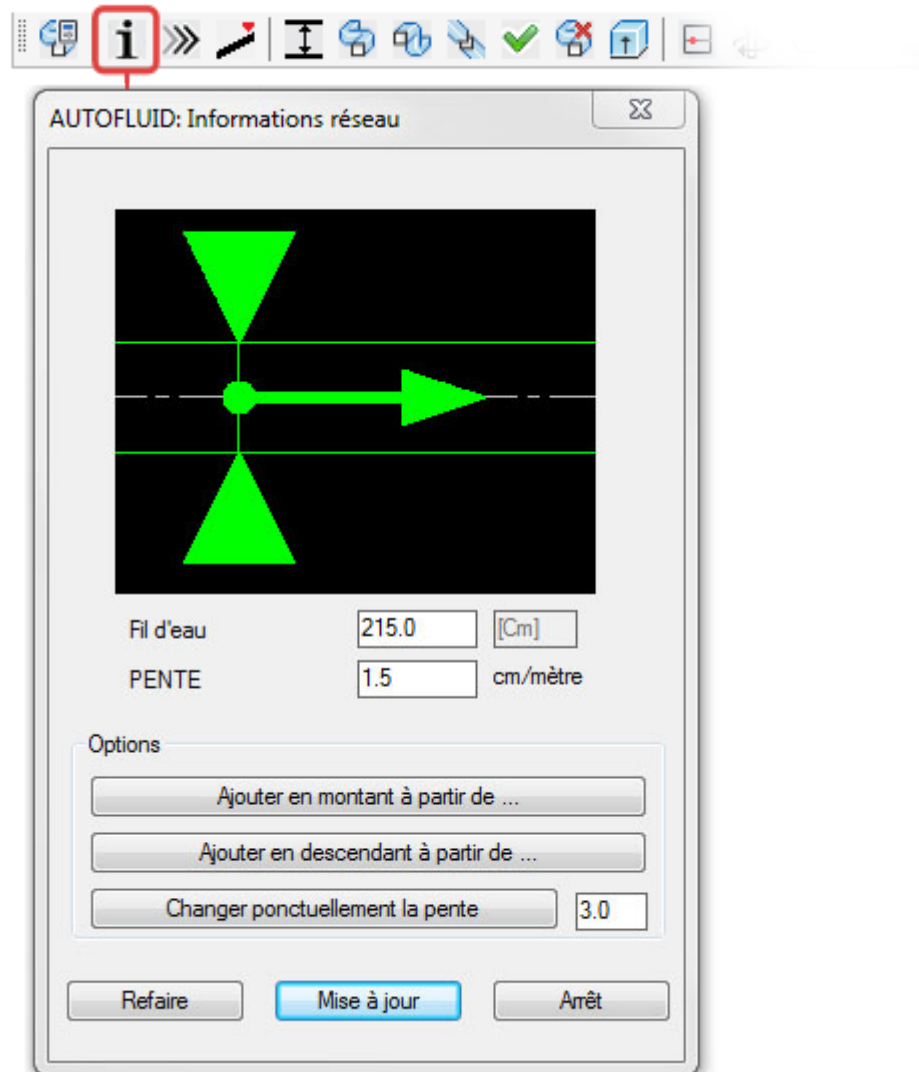 AUTOFLUID: Informations réseau
Fil d'eau 215.0 [Cm]
PENTE 1.5 cm/mètre
Options
Ajouter en montant à partir de ...
Ajouter en descendant à partir de ...
Changer ponctuellement la pente 3.0
Refaire Mise à jour Arrêt